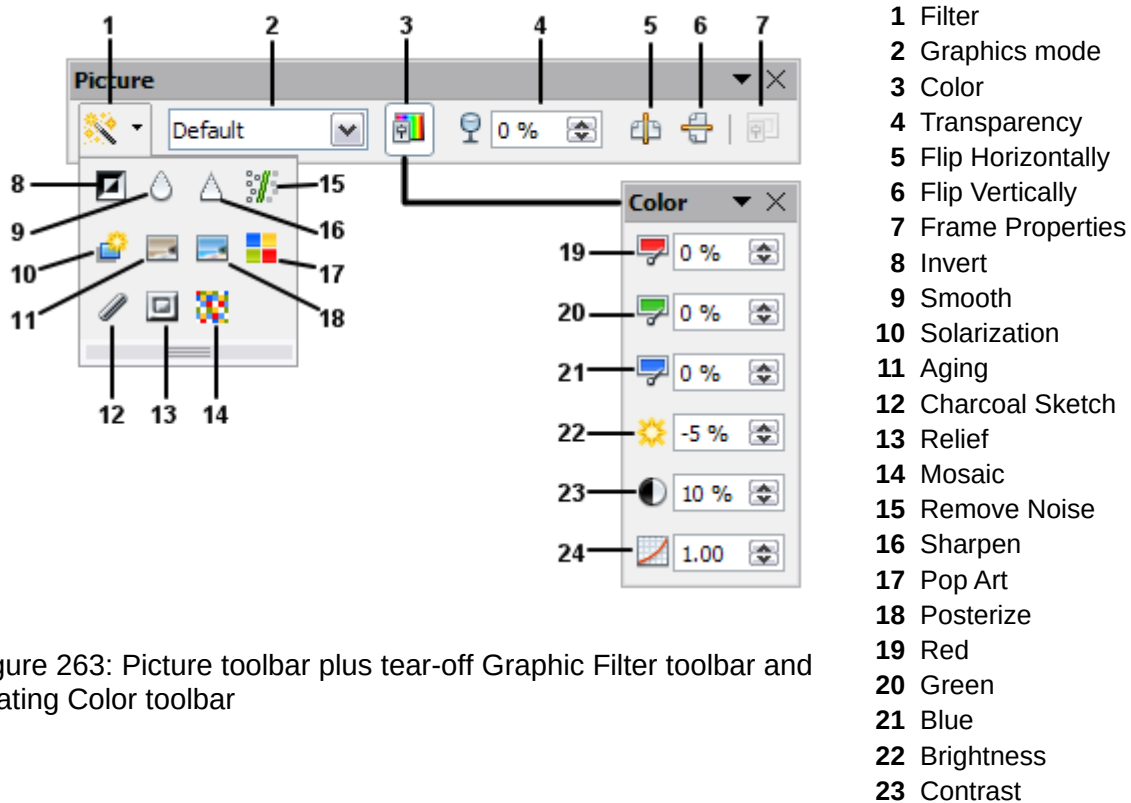 1 2 3 4 5 6 7
Picture
Default
0 %
8 15
9 16
10 17
11 18
12 13 14
Color
19 0 %
20 0 %
21 0 %
22 -5 %
23 10 %
24 1.00
gure 263: Picture toolbar plus tear-off Graphic Filter toolbar and
ating Color toolbar
1 Filter
2 Graphics mode
3 Color
4 Transparency
5 Flip Horizontally
6 Flip Vertically
7 Frame Properties
8 Invert
9 Smooth
10 Solarization
11 Aging
12 Charcoal Sketch
13 Relief
14 Mosaic
15 Remove Noise
16 Sharpen
17 Pop Art
18 Posterize
19 Red
20 Green
21 Blue
22 Brightness
23 Contrast